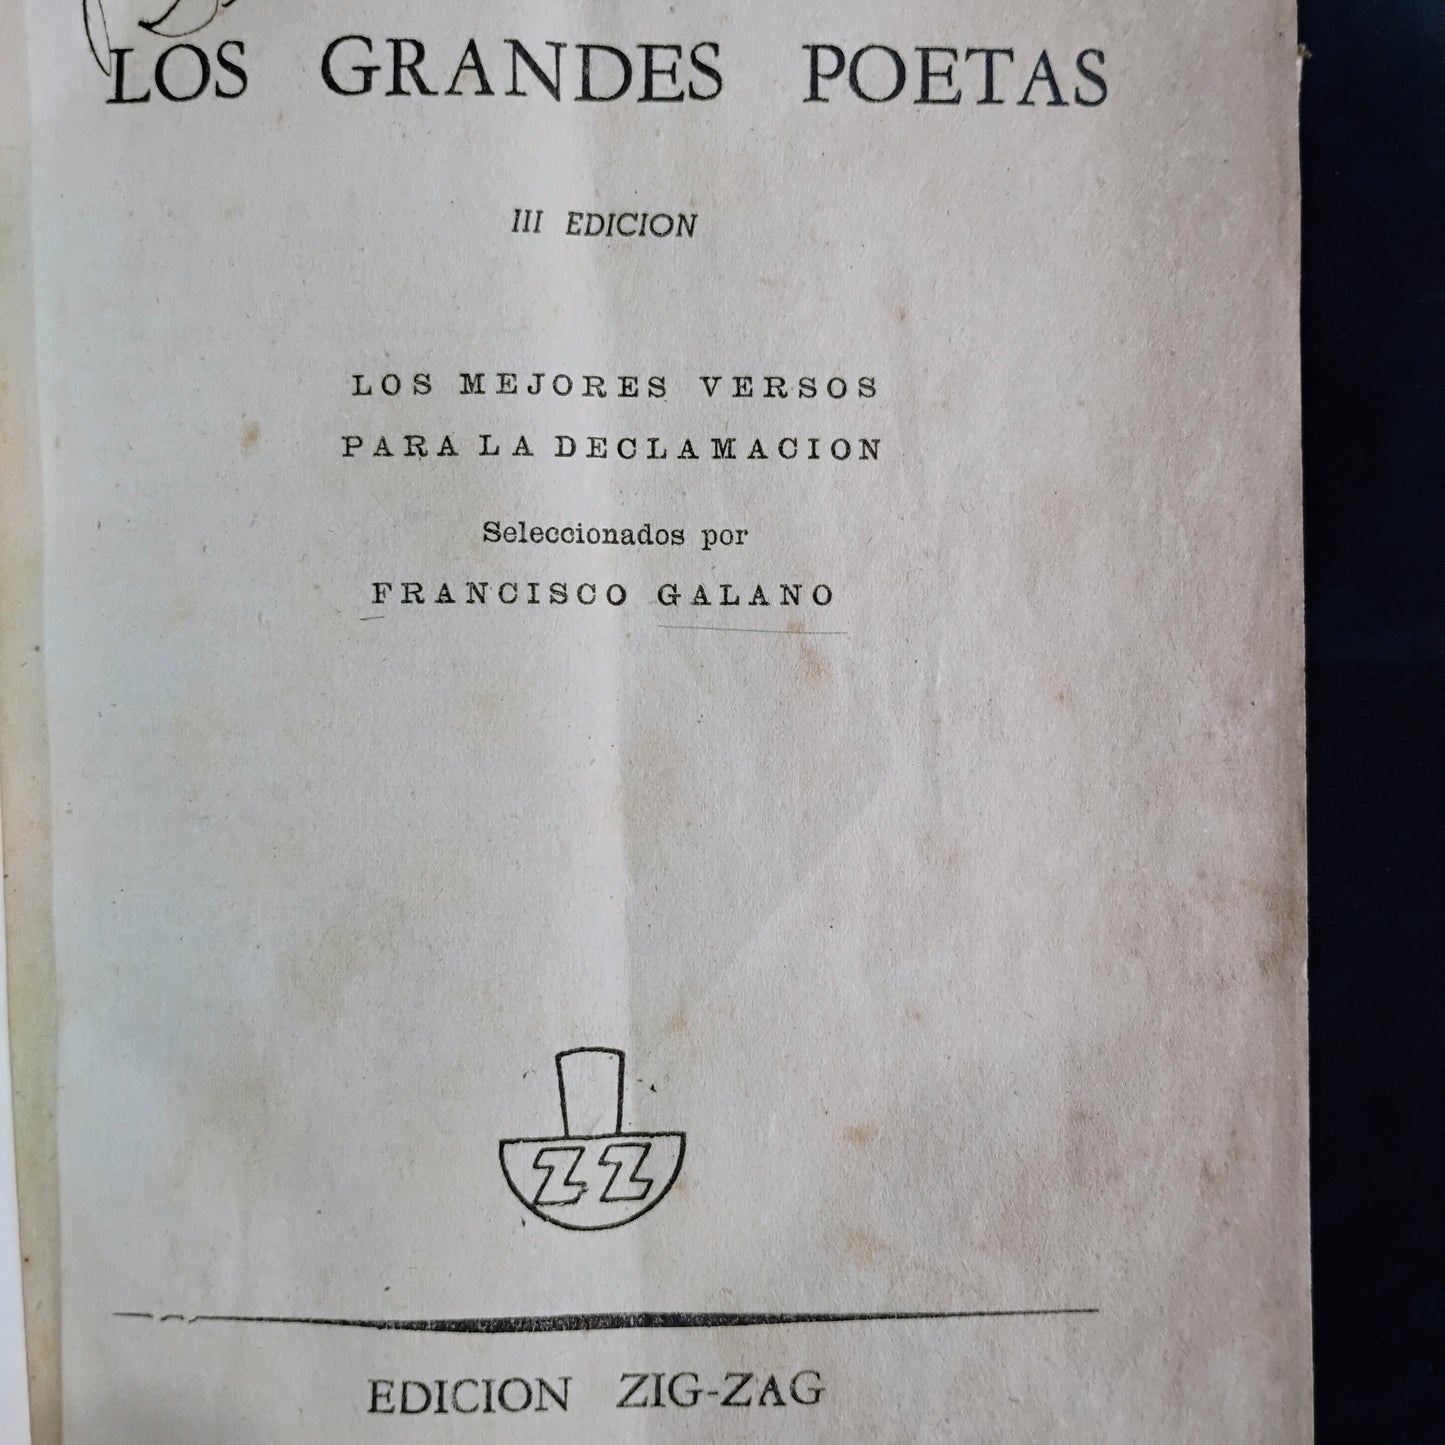 LOS GRANDES POETAS
III EDICION
LOS MEJORES VERSOS
PARA LA DECLAMACION
Seleccionados por
FRANCISCO GALANO
ZZ
EDICION ZIG-ZAG